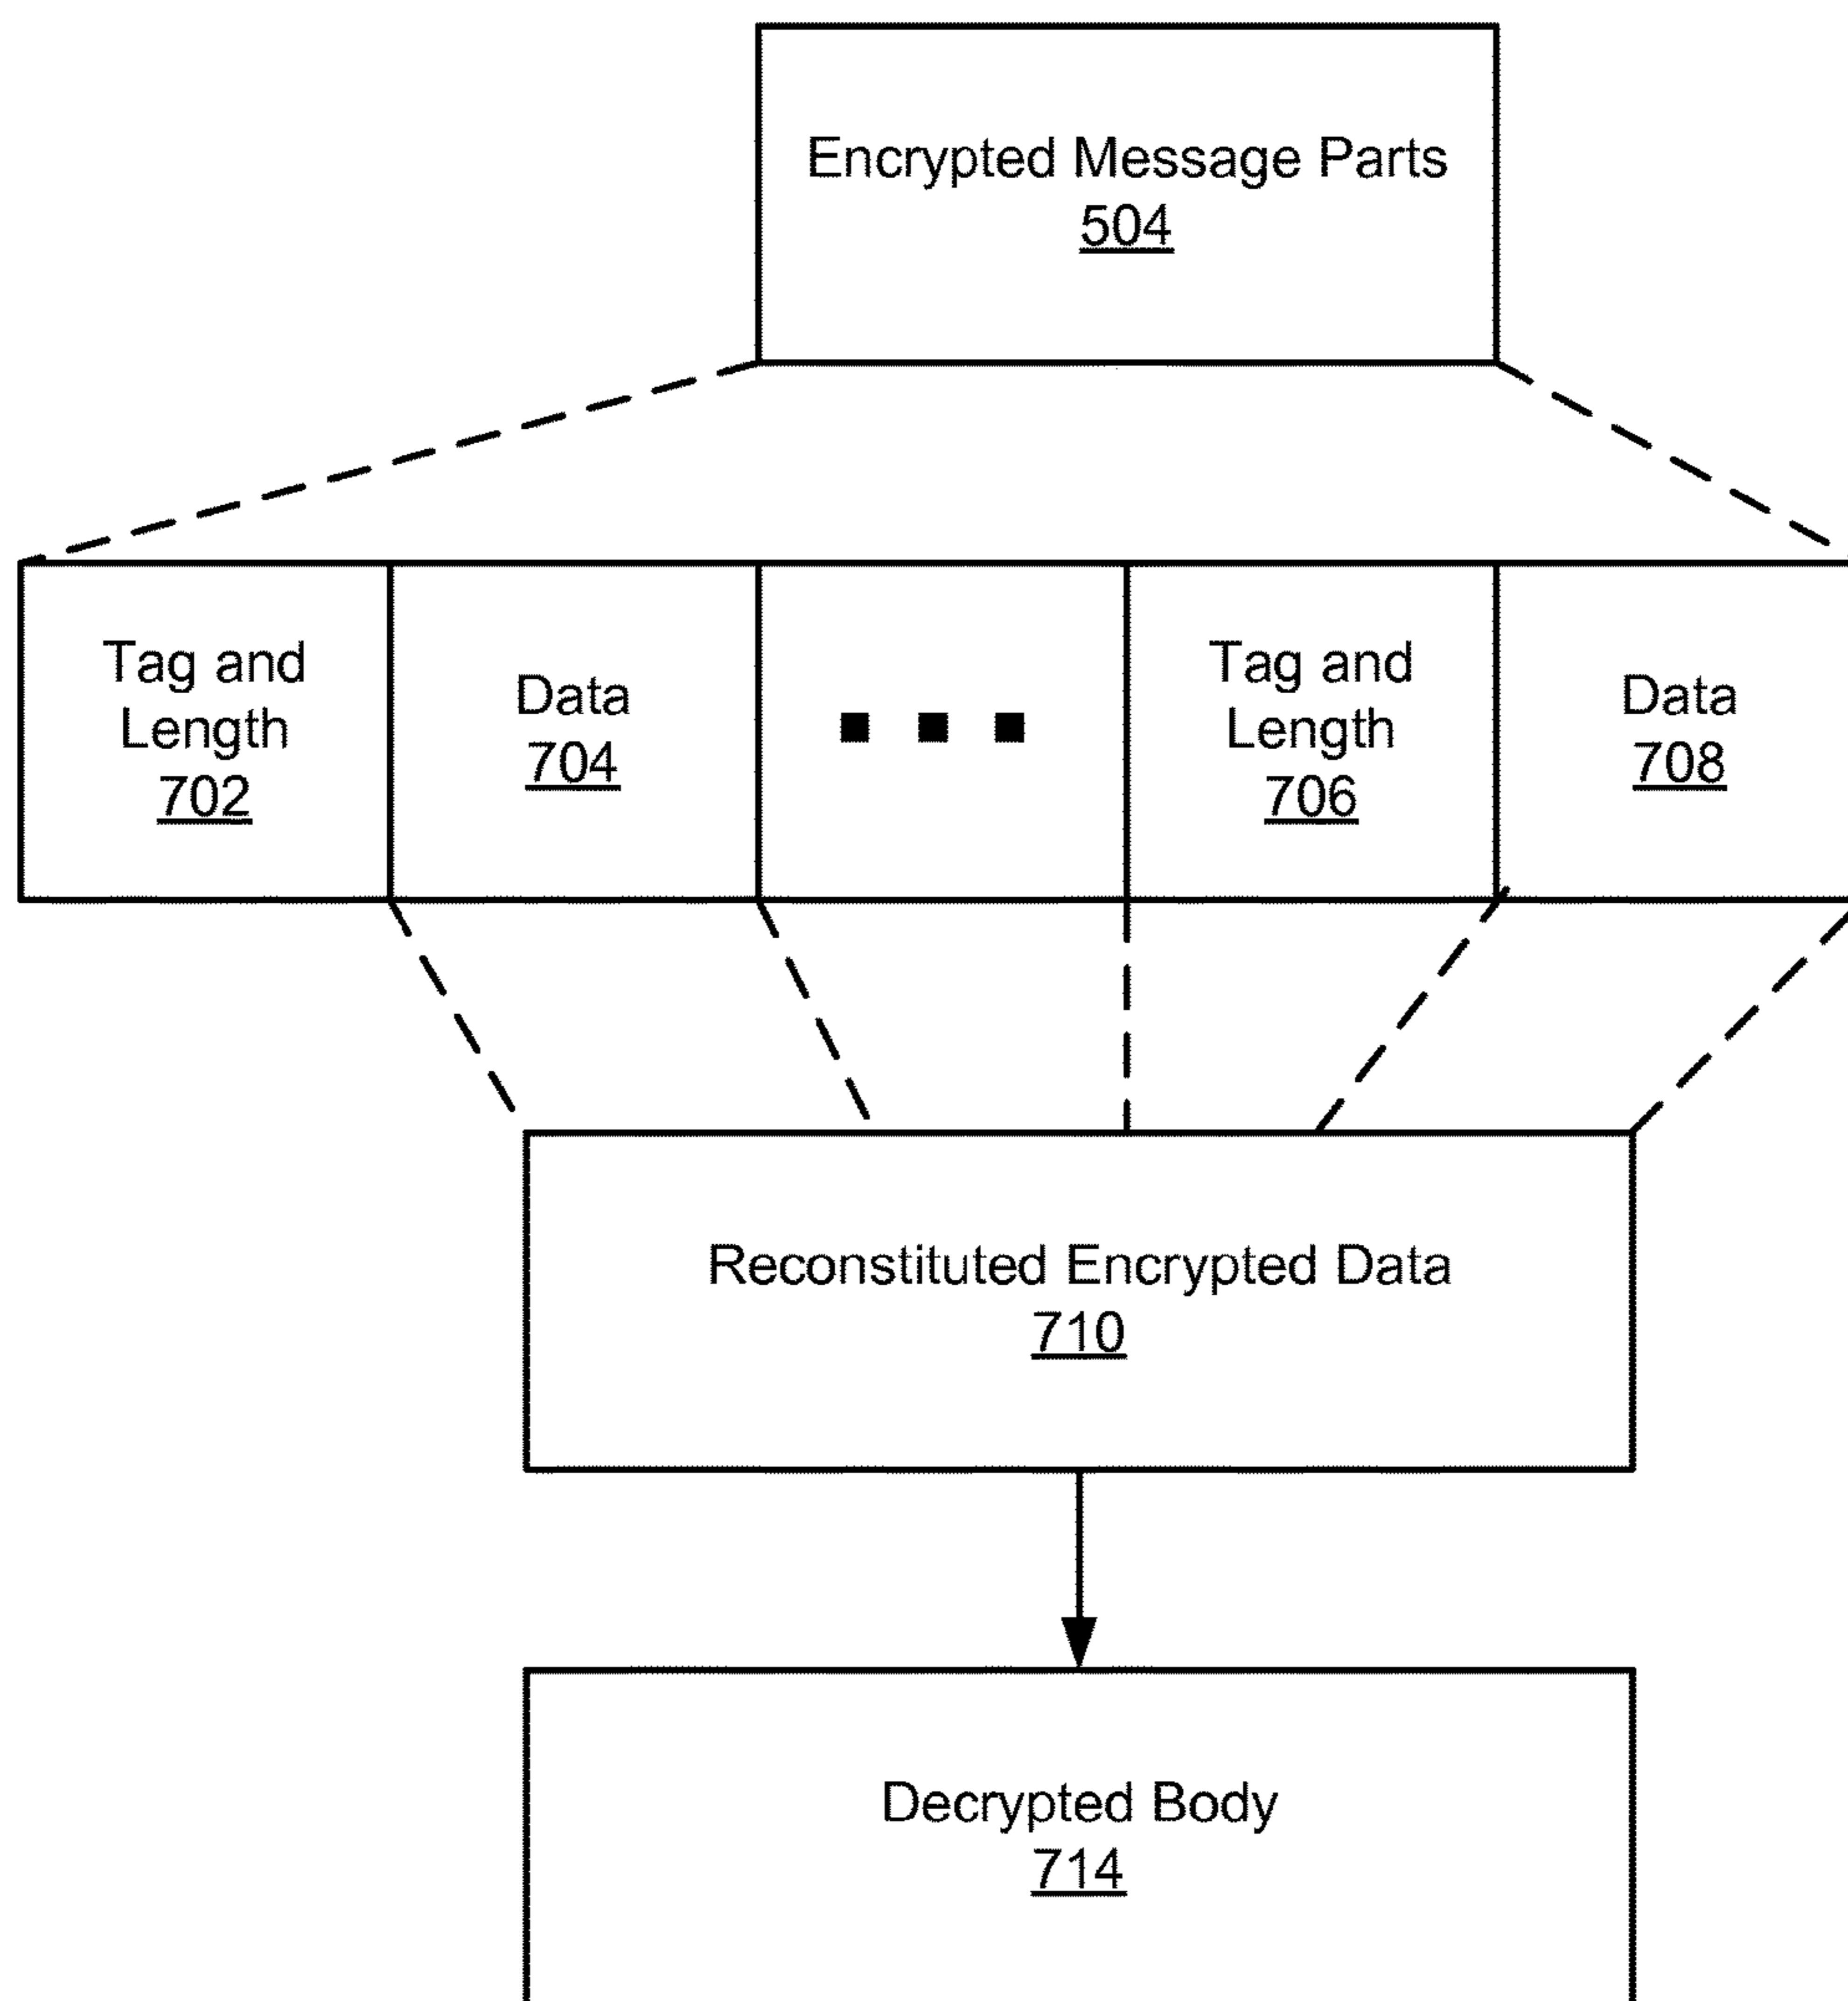 Encrypted Message Parts
504
Tag and
Length
702
Data
704
Tag and
Length
706
Data
708
Reconstituted Encrypted Data
710
Decrypted Body
714